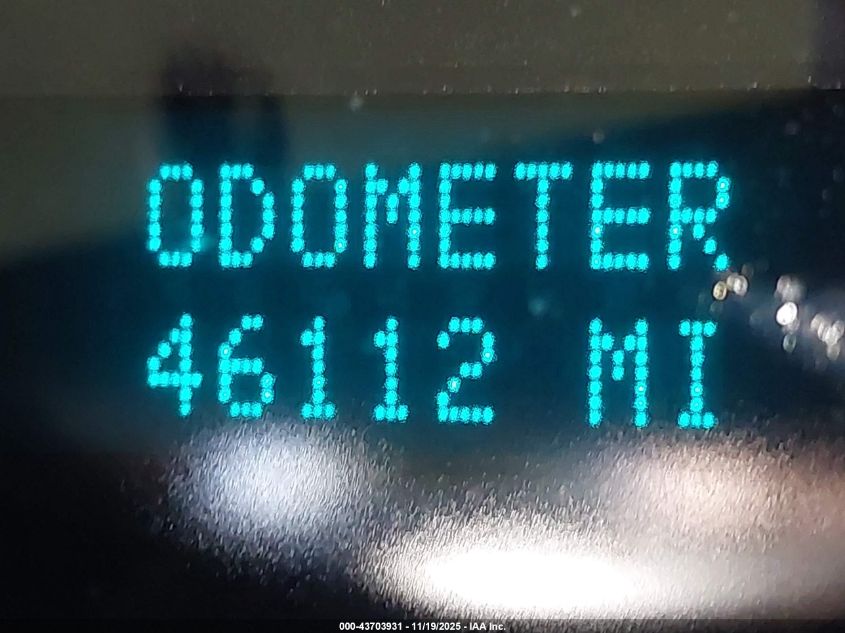 ODOMETER
46112 MI
000-43703931 - 11/19/2025 - IAA Inc.